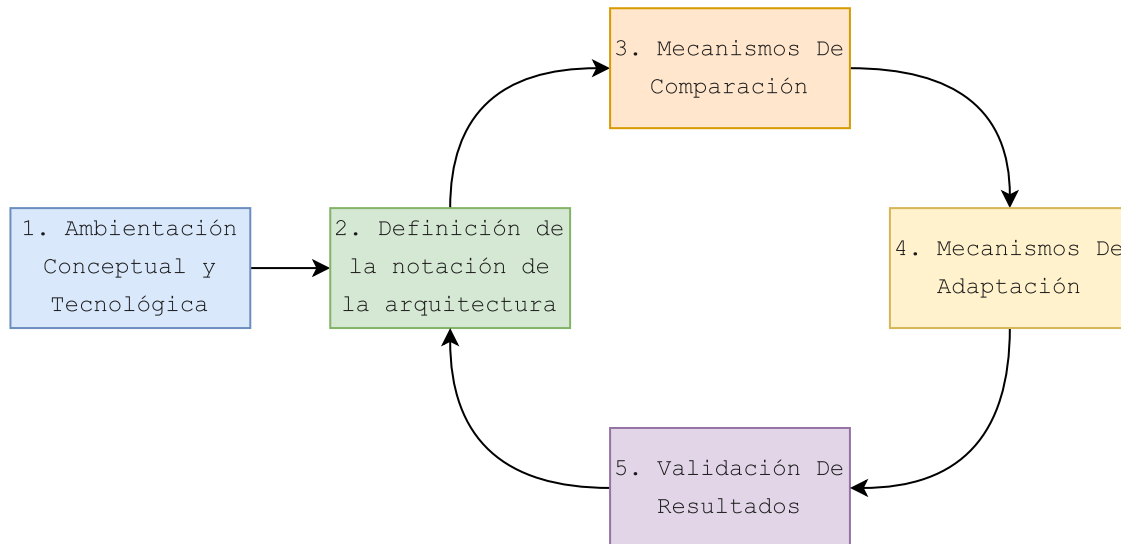 1. Ambientación
Conceptual y
Tecnológica
2. Definición de
la notación de
la arquitectura
3. Mecanismos De
Comparación
4. Mecanismos De
Adaptación
5. Validación De
Resultados